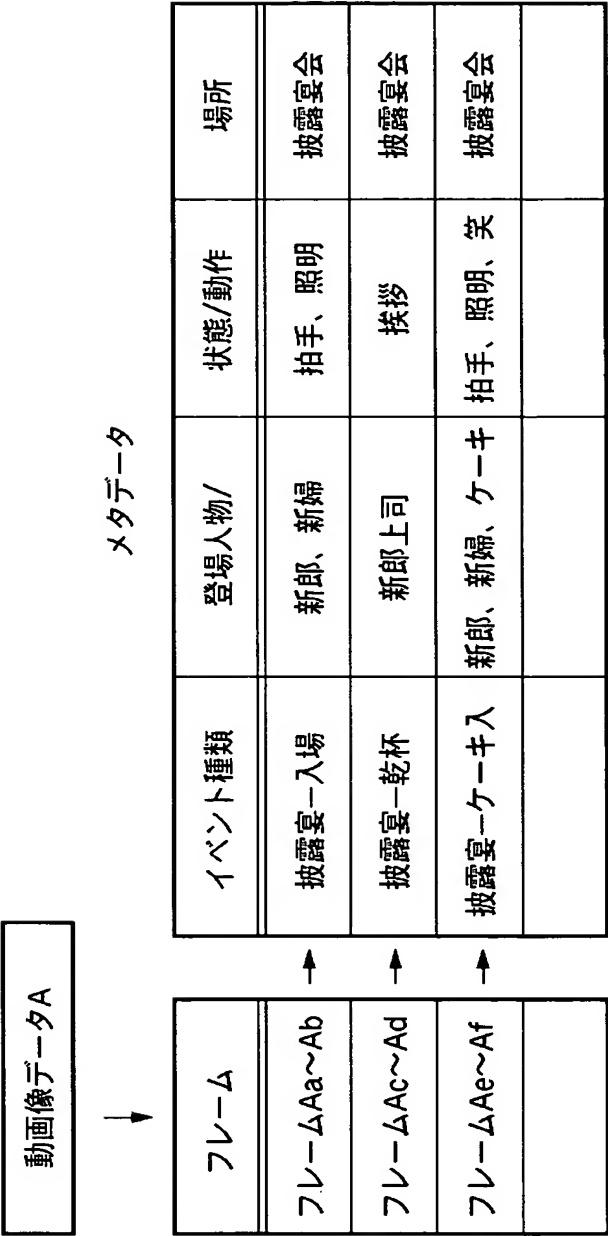 動画像データA
メタデータ
フレーム
イベント種類
登場人物/
状態/動作
場所
フレームAa～Ab
披露宴ー入場
新郎、新婦
拍手、照明
披露宴会
フレームAc～Ad
披露宴ー乾杯
新郎上司
挨拶
披露宴会
フレームAe～Af
披露宴ーケーキ入
新郎、新婦、ケーキ
拍手、照明、笑
披露宴会